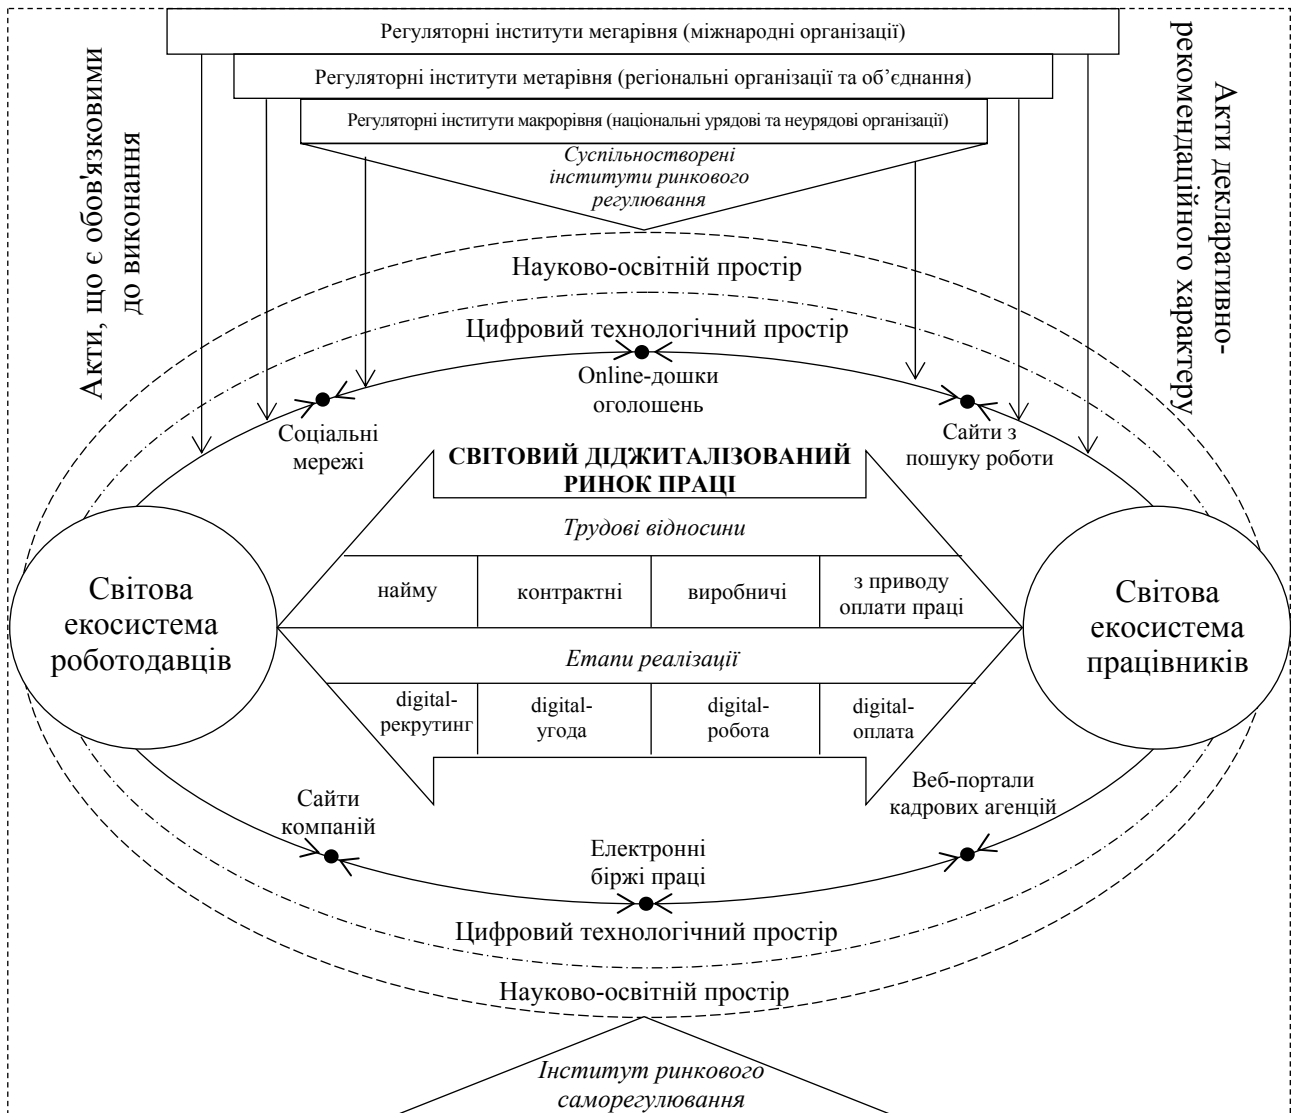 Регуляторні інститути мегарівня (міжнародні організації)
Регуляторні інститути метарівня (регіональні організації та об’єднання)
Регуляторні інститути макрорівня (національні урядові та неурядові організації)
Суспільностворені
інститути ринкового
регулювання
Акти, що є обов'язковими
до виконання
Акти декларативно-
рекомендаційного характеру
Науково-освітній простір
Цифровий технологічний простір
Online-дошки
оголошень
Соціальні
мережі
Сайти з
пошуку роботи
СВІТОВИЙ ДІДЖИТАЛІЗОВАНИЙ
РИНОК ПРАЦІ
Трудові відносини
найму
контрактні
виробничі
з приводу
оплати праці
Світова
екосистема
роботодавців
Світова
екосистема
працівників
Етапи реалізації
digital-
рекрутинг
digital-
угода
digital-
робота
digital-
оплата
Сайти
компаній
Електронні
біржі праці
Веб-портали
кадрових агенцій
Цифровий технологічний простір
Науково-освітній простір
Інститут ринкового
саморегулювання